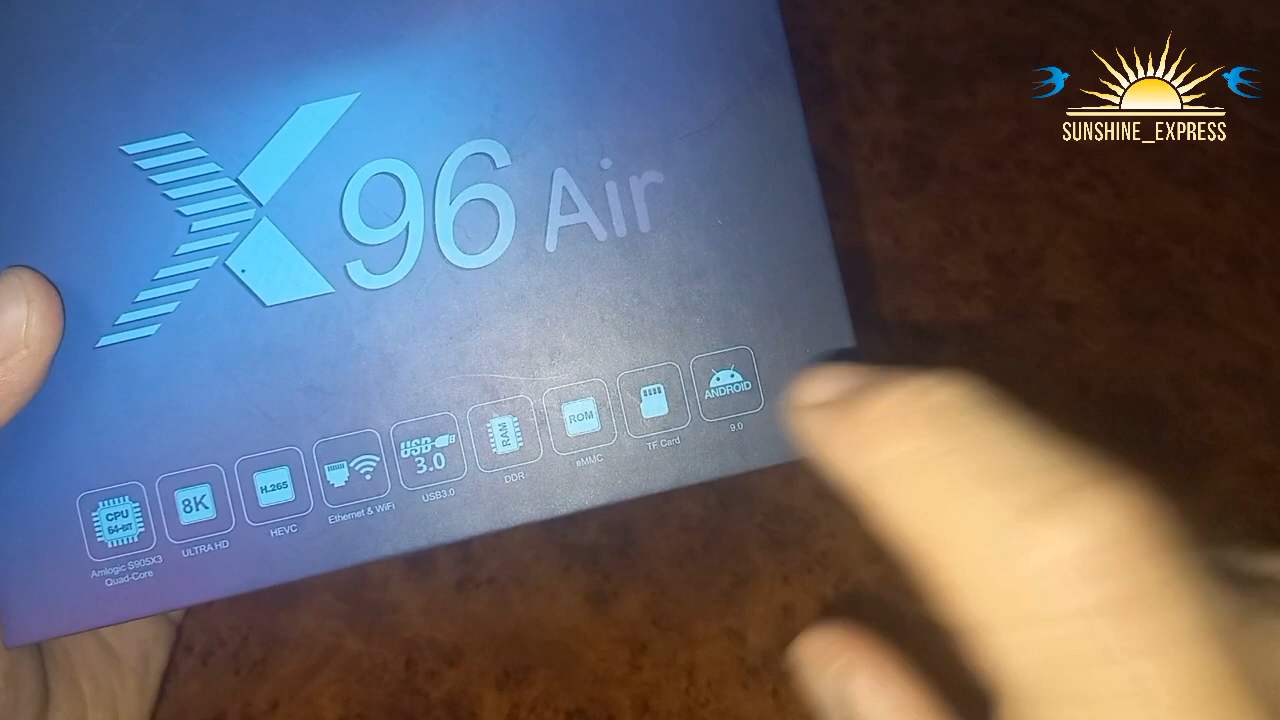 X96 Air
CPU
64-BIT
Amlogic S905X3
Quad-Core
8K
ULTRA HD
H.265
HEVC
Ethernet & WiFi
USB
3.0
USB3.0
RAM
DDR
ROM
eMMC
TF Card
ANDROID
9.0
SUNSHINE_EXPRESS